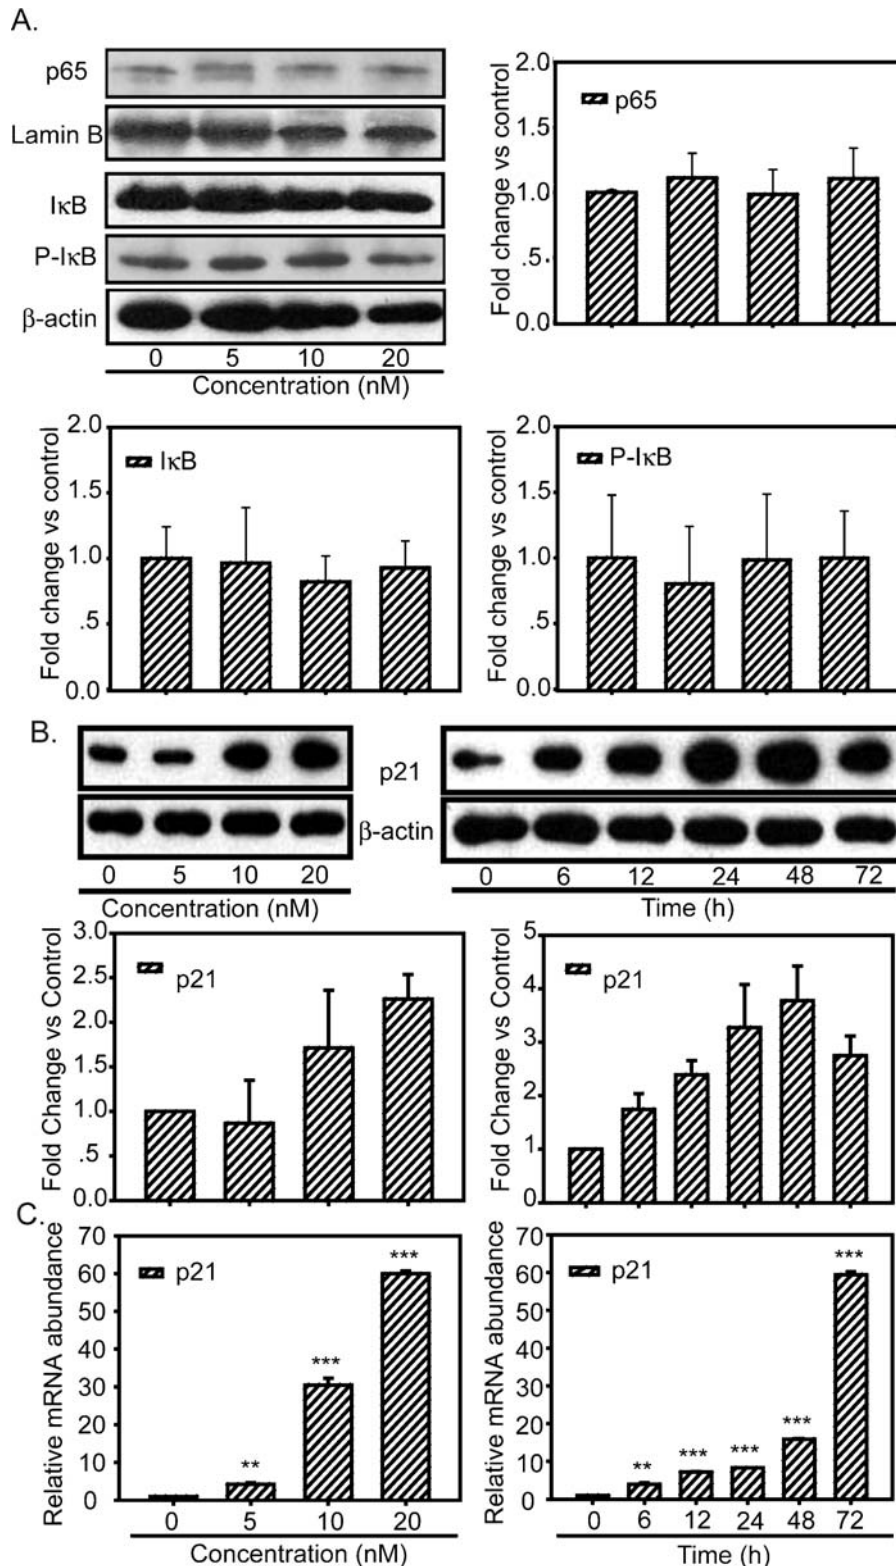 A.
p65
Lamin B
IκB
P-IκB
β-actin
0 5 10 20
Concentration (nM)
Fold change vs control
2.0
1.5
1.0
.5
0.0
p65
Fold change vs control
2.0
1.5
1.0
.5
0.0
IκB
Fold change vs control
2.0
1.5
1.0
.5
0.0
P-IκB
B.
p21
β-actin
0 5 10 20
Concentration (nM)
0 6 12 24 48 72
Time (h)
Fold Change vs Control
3.0
2.5
2.0
1.5
1.0
.5
0.0
p21
Fold Change vs Control
5
4
3
2
1
0
p21
C.
Relative mRNA abundance
70
60
50
40
30
20
10
0
p21
** *** ***
0 5 10 20
Concentration (nM)
Relative mRNA abundance
70
60
50
40
30
20
10
0
p21
** *** *** *** ***
0 6 12 24 48 72
Time (h)